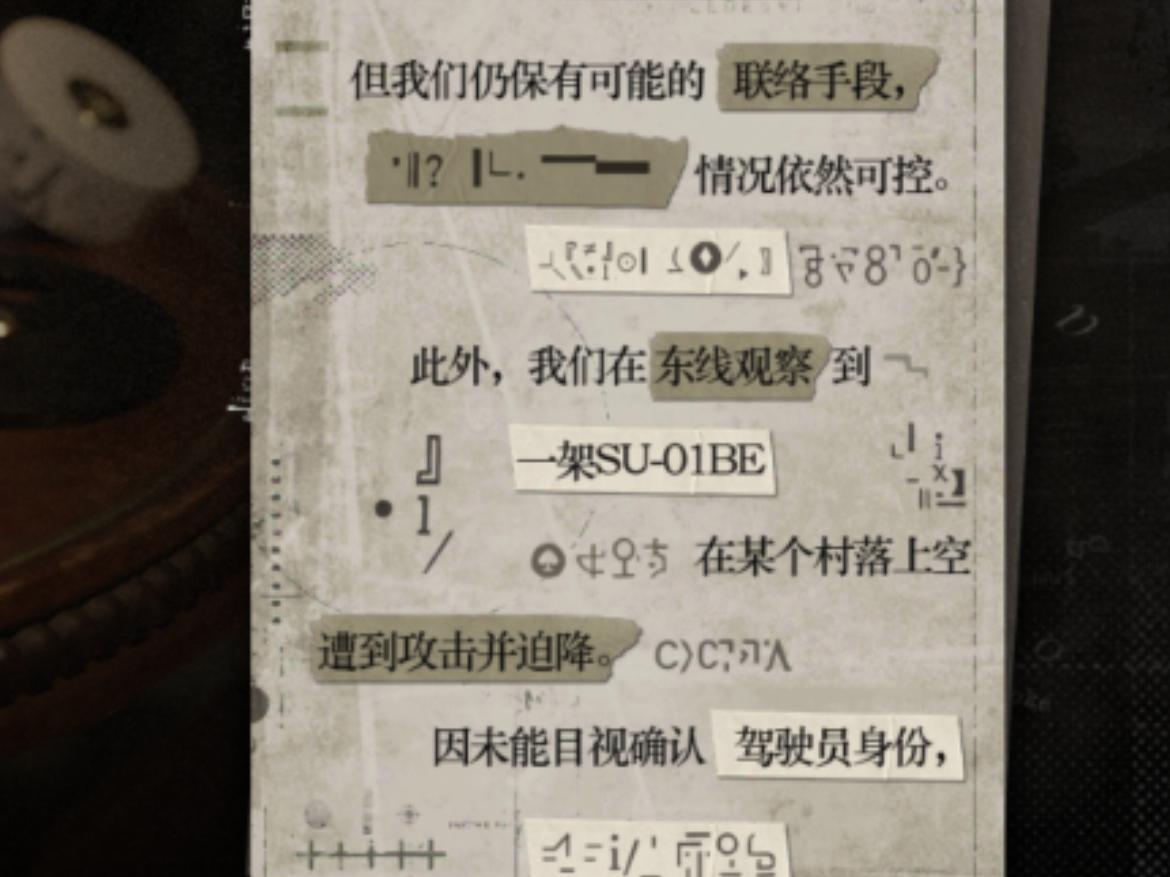 但我们仍保有可能的 联络手段，
情况依然可控。
此外，我们在东线观察到
一架SU-01BE
在某个村落上空
遭到攻击并迫降。
因未能目视确认 驾驶员身份，